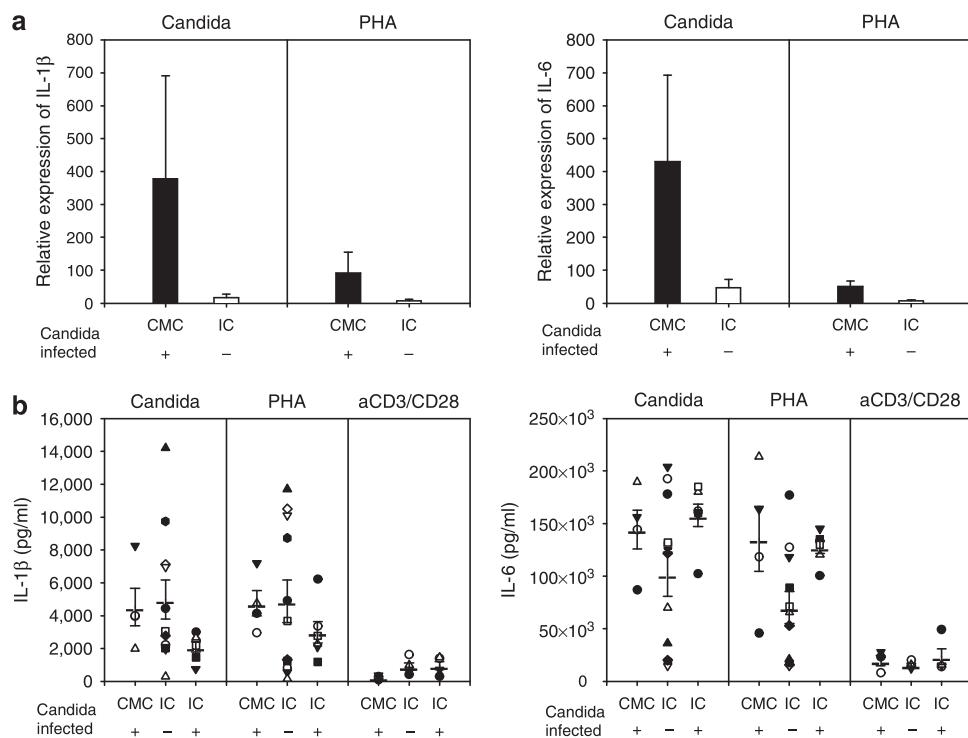 a
Candida PHA
Relative expression of IL-1β
800
700
600
500
400
300
200
100
0
CMC IC CMC IC
Candida infected + – + –
Candida PHA
Relative expression of IL-6
800
700
600
500
400
300
200
100
0
CMC IC CMC IC
Candida infected + – + –
b
Candida PHA aCD3/CD28
IL-1β (pg/ml)
16,000
14,000
12,000
10,000
8,000
6,000
4,000
2,000
0
CMC IC IC CMC IC IC CMC IC IC
Candida infected + – + + – + + – +
Candida PHA aCD3/CD28
IL-6 (pg/ml)
250×10³
200×10³
150×10³
100×10³
50×10³
0
CMC IC IC CMC IC IC CMC IC IC
Candida infected + – + + – + + – +